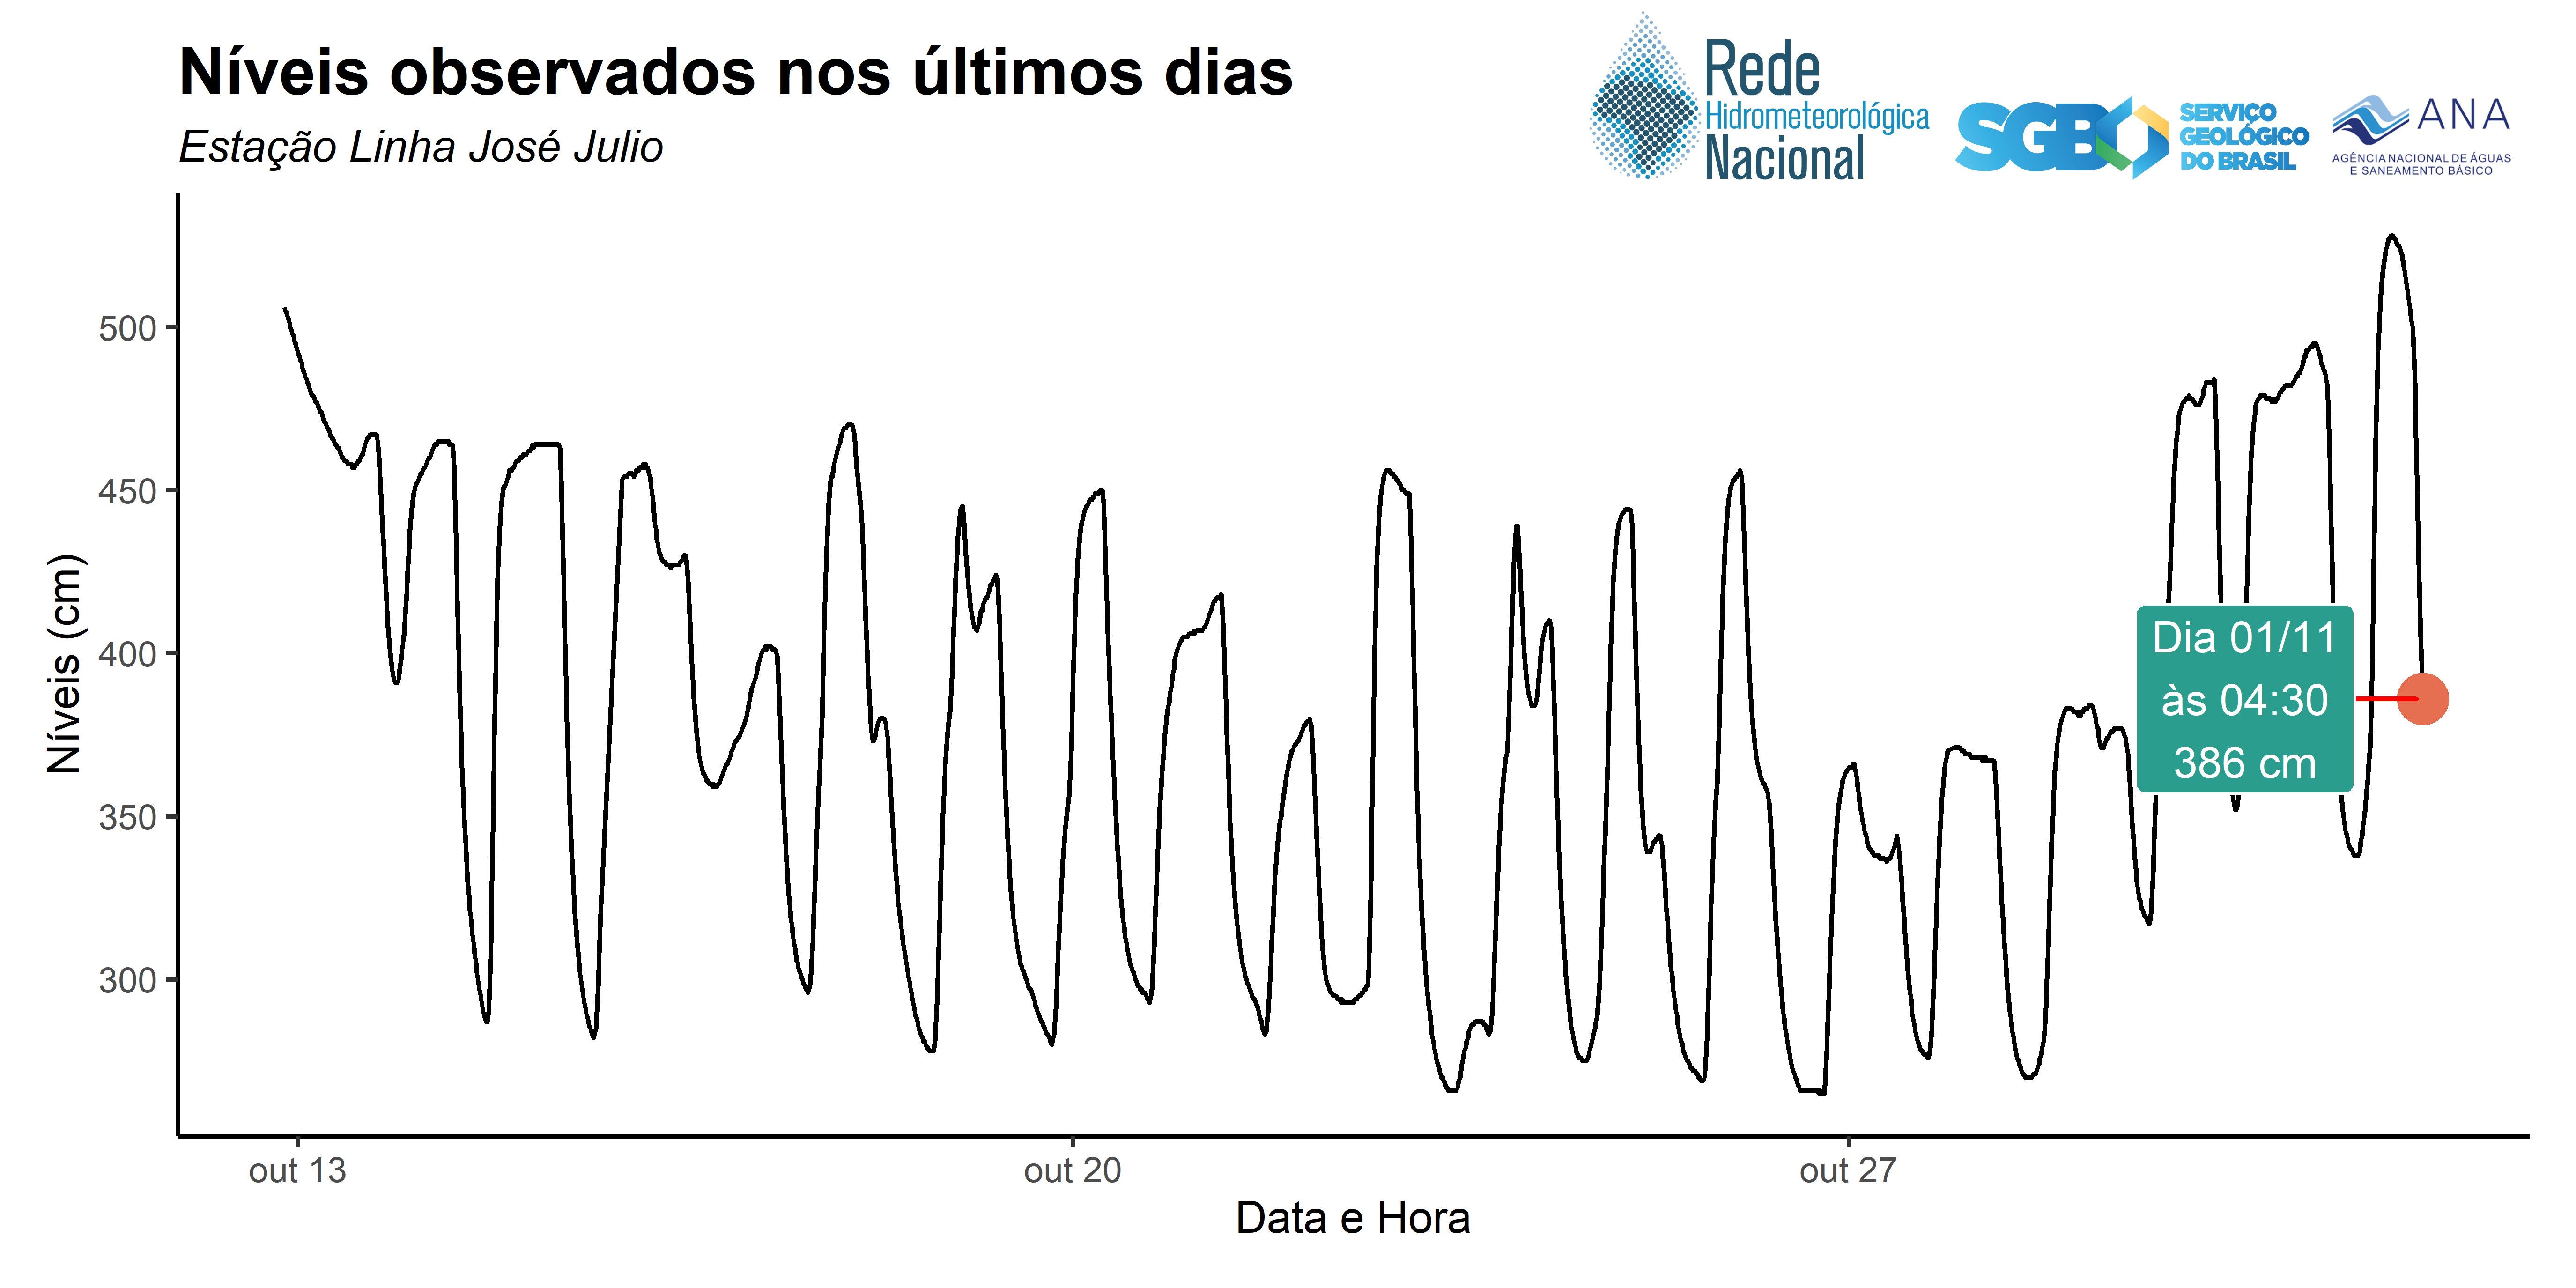 Níveis observados nos últimos dias
Estação Linha José Julio
Rede
Hidrometeorológica
Nacional
SGB
SERVIÇO
GEOLÓGICO
DO BRASIL
ANA
AGÊNCIA NACIONAL DE ÁGUAS
E SANEAMENTO BÁSICO
Níveis (cm)
500
450
400
350
300
Dia 01/11
às 04:30
386 cm
out 13
out 20
out 27
Data e Hora